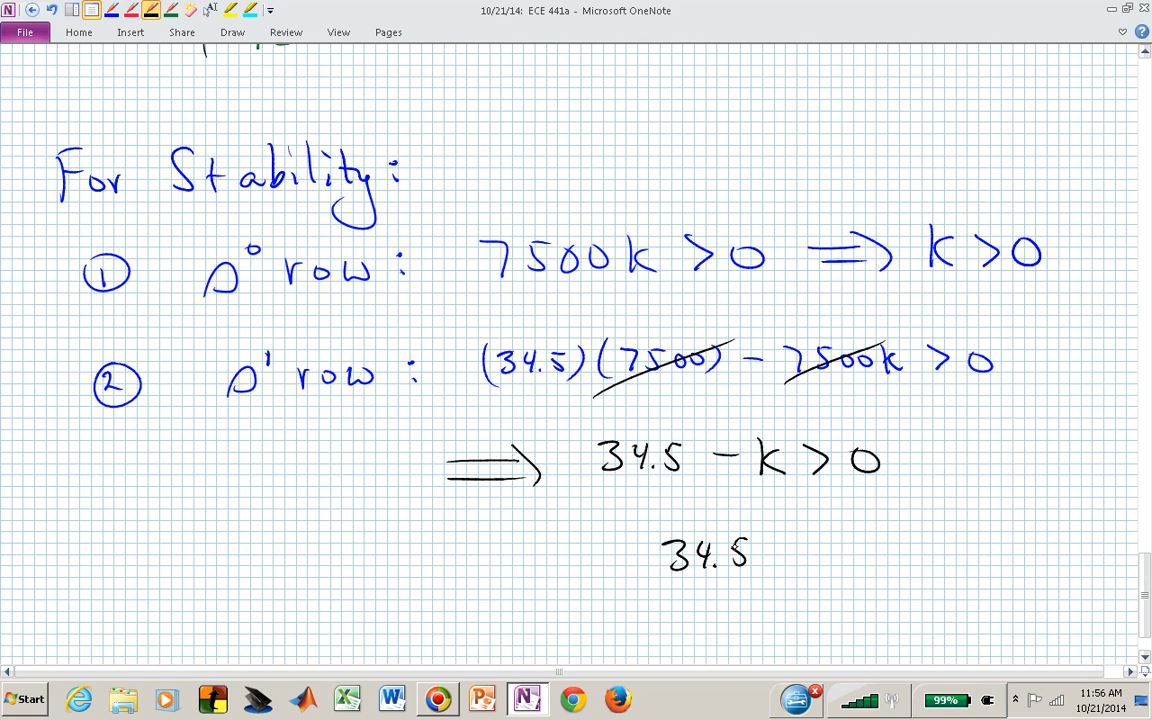 10/21/14: ECE 441a - Microsoft OneNote
File Home Insert Share Draw Review View Pages
For Stability:
① s⁰ row: 7500k > 0 ⟹ k > 0
② s¹ row: (34.5)(7500) - 7500k > 0
⟹ 34.5 - k > 0
34.5
Start 99% 11:56 AM
10/21/2014